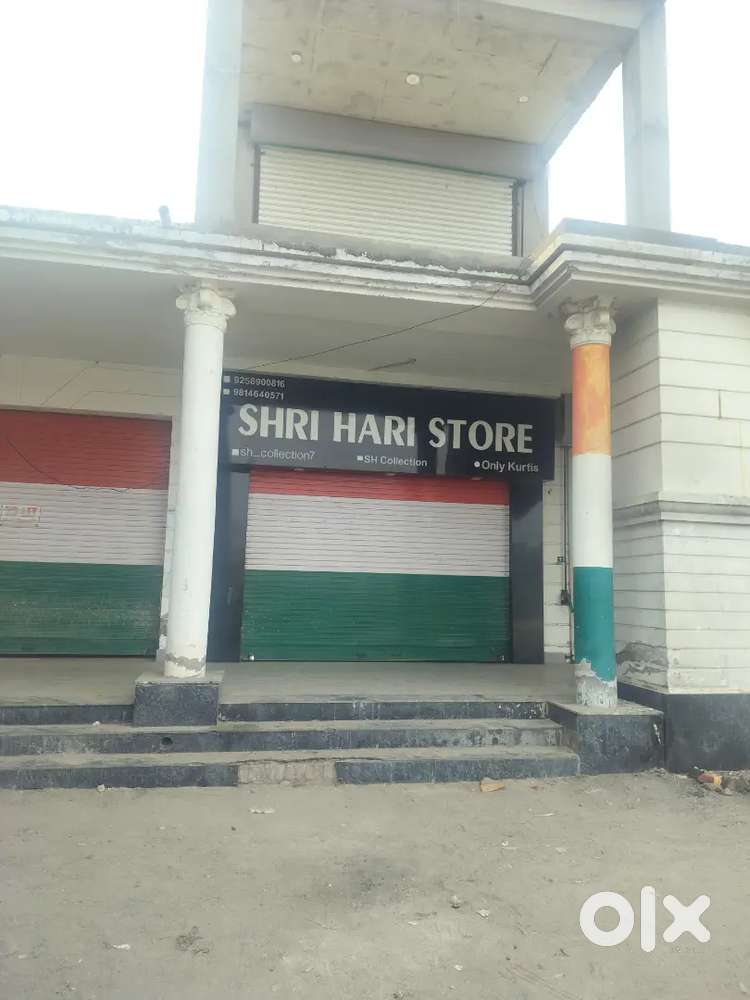 9258900816
9814640571
SHRI HARI STORE
sh_collection7
SH Collection
Only Kurtis
olx